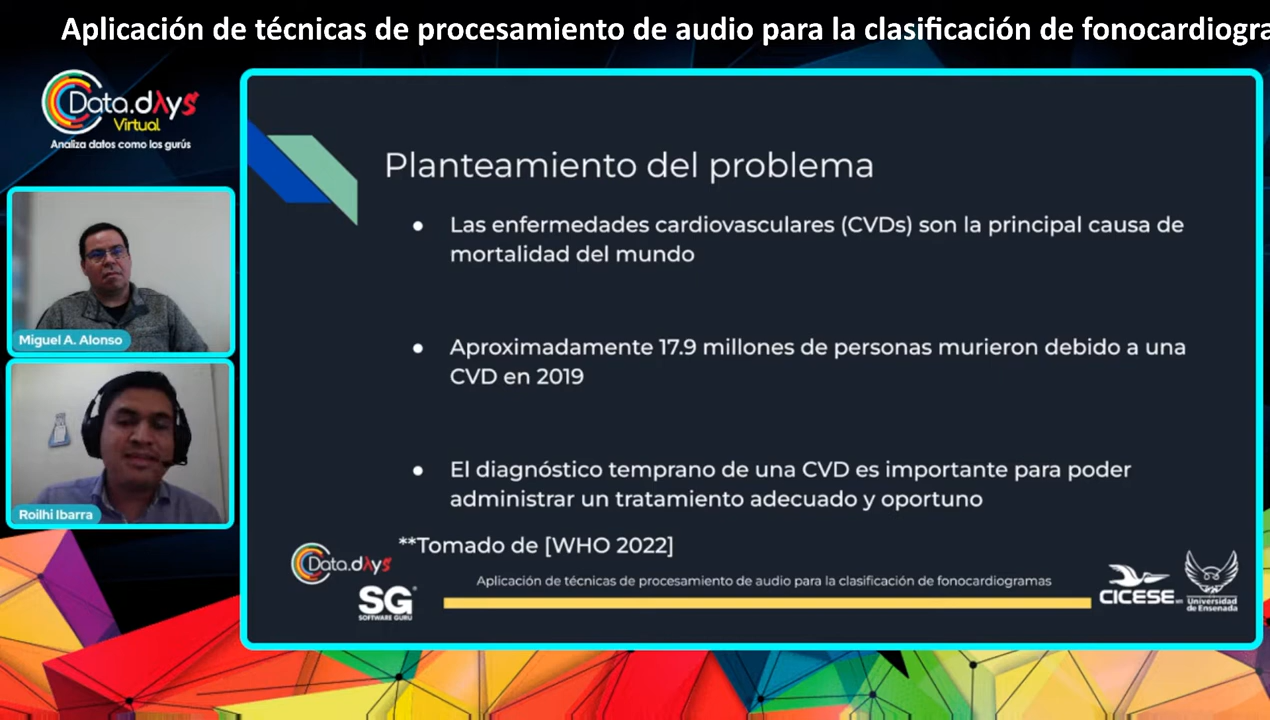 Aplicación de técnicas de procesamiento de audio para la clasificación de fonocardiogra
Data.dλys
Virtual
Analiza datos como los gurús
Miguel A. Alonso
Roilhi Ibarra
Planteamiento del problema
● Las enfermedades cardiovasculares (CVDs) son la principal causa de
mortalidad del mundo
● Aproximadamente 17.9 millones de personas murieron debido a una
CVD en 2019
● El diagnóstico temprano de una CVD es importante para poder
administrar un tratamiento adecuado y oportuno
**Tomado de [WHO 2022]
Data.dλys
SG
SOFTWARE GURU
Aplicación de técnicas de procesamiento de audio para la clasificación de fonocardiogramas
CICESE
Universidad
de Ensenada